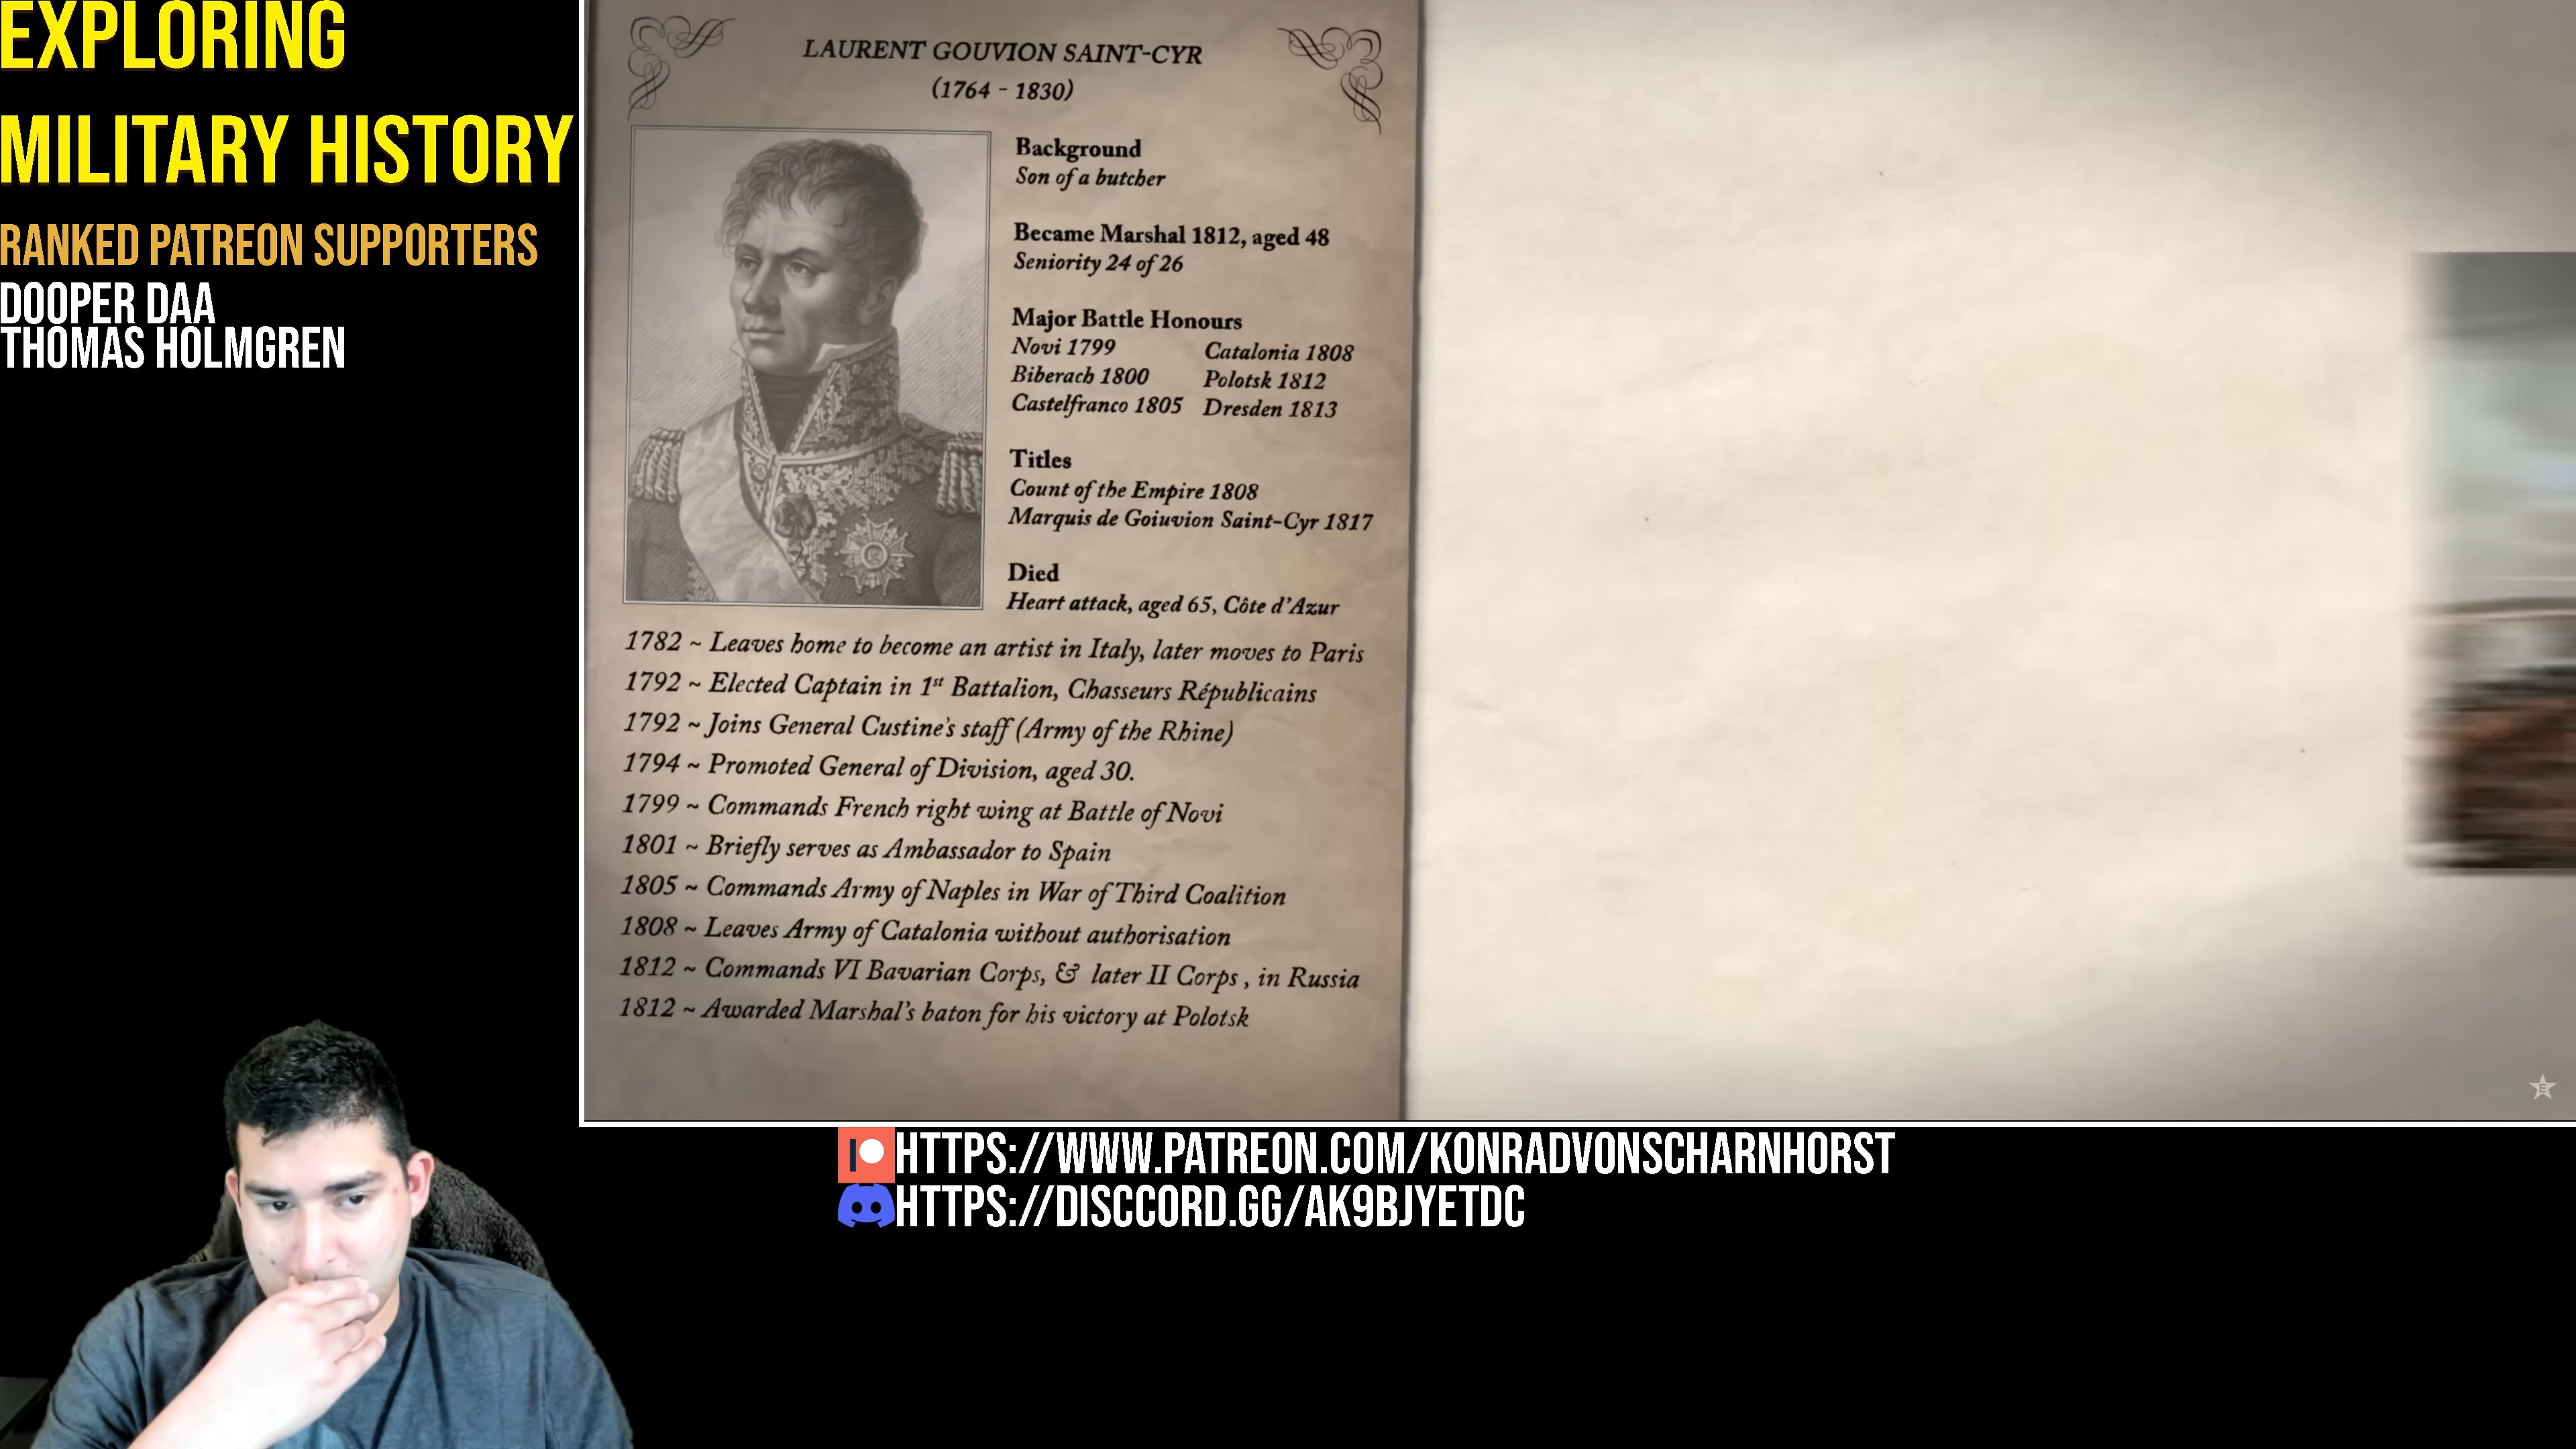 EXPLORING
MILITARY HISTORY
RANKED PATREON SUPPORTERS
DOOPER DAA
THOMAS HOLMGREN
LAURENT GOUVION SAINT-CYR
(1764 - 1830)
Background
Son of a butcher
Became Marshal 1812, aged 48
Seniority 24 of 26
Major Battle Honours
Novi 1799 Catalonia 1808
Biberach 1800 Polotsk 1812
Castelfranco 1805 Dresden 1813
Titles
Count of the Empire 1808
Marquis de Goiuvion Saint-Cyr 1817
Died
Heart attack, aged 65, Côte d'Azur
1782 ~ Leaves home to become an artist in Italy, later moves to Paris
1792 ~ Elected Captain in 1st Battalion, Chasseurs Républicains
1792 ~ Joins General Custine's staff (Army of the Rhine)
1794 ~ Promoted General of Division, aged 30.
1799 ~ Commands French right wing at Battle of Novi
1801 ~ Briefly serves as Ambassador to Spain
1805 ~ Commands Army of Naples in War of Third Coalition
1808 ~ Leaves Army of Catalonia without authorisation
1812 ~ Commands VI Bavarian Corps, & later II Corps , in Russia
1812 ~ Awarded Marshal's baton for his victory at Polotsk
E
HTTPS://WWW.PATREON.COM/KONRADVONSCHARNHORST
HTTPS://DISCCORD.GG/AK9BJYETDC